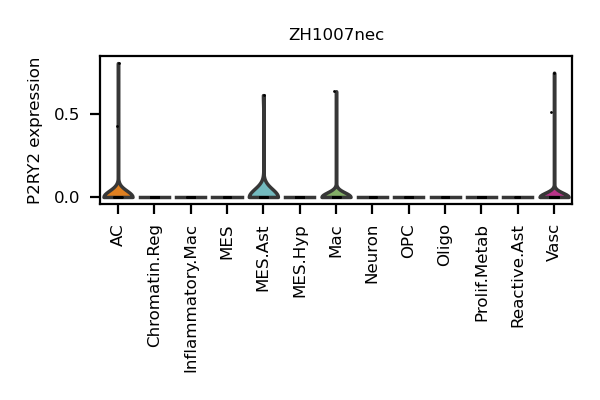 ZH1007nec
P2RY2 expression
0.5
0.0
AC
Chromatin.Reg
Inflammatory.Mac
MES
MES.Ast
MES.Hyp
Mac
Neuron
OPC
Oligo
Prolif.Metab
Reactive.Ast
Vasc